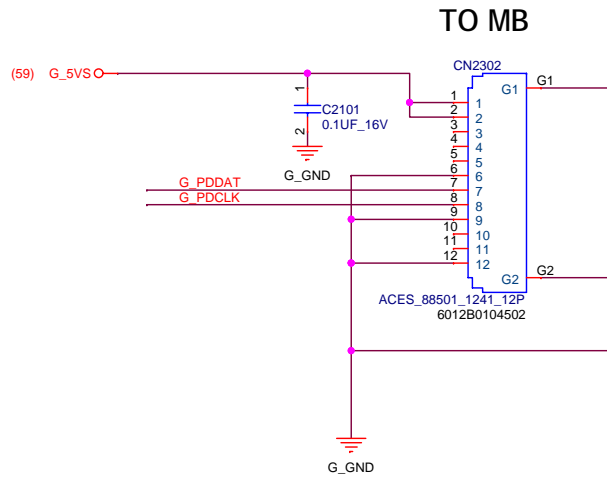 TO MB
CN2302
(59) G_5VS
G1
G1
1
1
1
C2101
2
2
0.1UF_16V
3
3
2
4
4
5
5
G_GND
6
6
G_PDDAT
7
7
G_PDCLK
8
8
9
9
10
10
11
11
12
12
G2
G2
ACES_88501_1241_12P
6012B0104502
G_GND